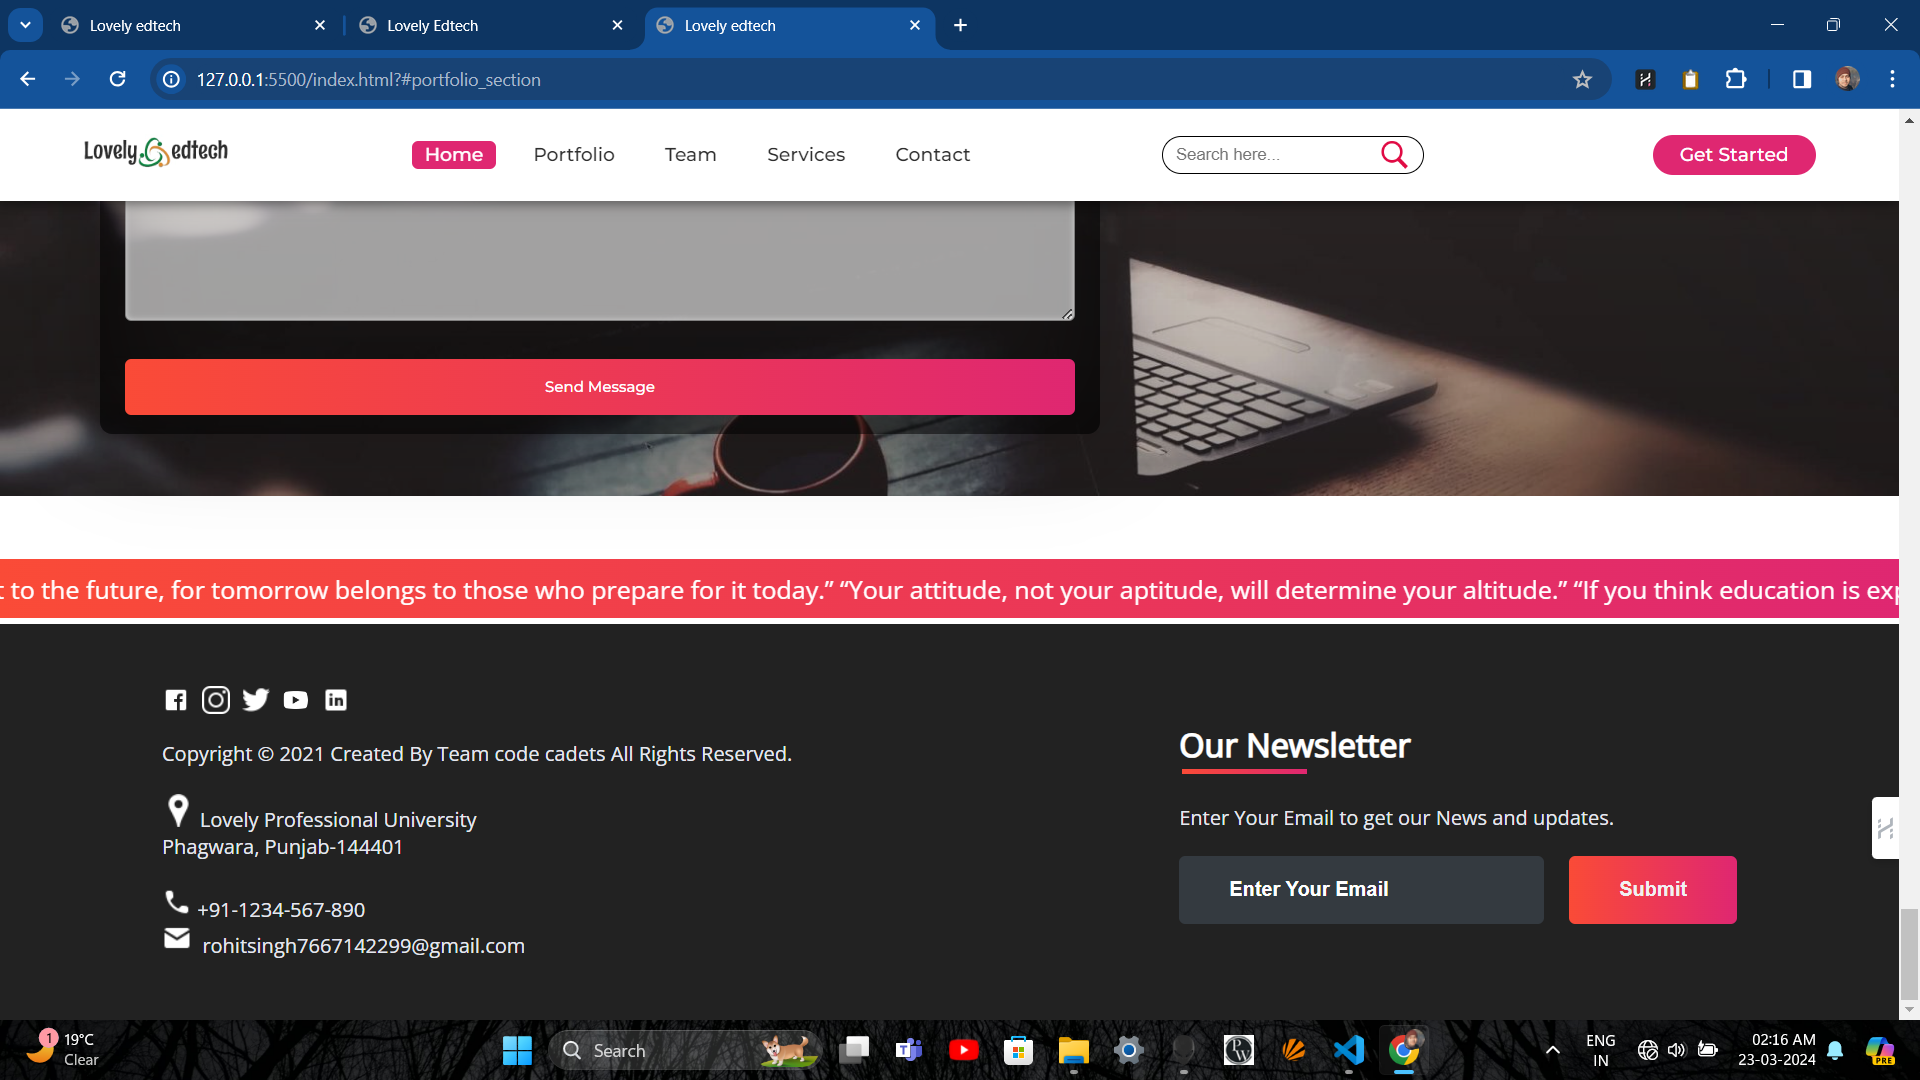 Lovely edtech
Lovely Edtech
Lovely edtech
127.0.0.1:5500/index.html?#portfolio_section
Lovely edtech
Home
Portfolio
Team
Services
Contact
Search here...
Get Started
Send Message
to the future, for tomorrow belongs to those who prepare for it today.” “Your attitude, not your aptitude, will determine your altitude.” “If you think education is
Copyright © 2021 Created By Team code cadets All Rights Reserved.
Lovely Professional University
Phagwara, Punjab-144401
+91-1234-567-890
rohitsingh7667142299@gmail.com
Our Newsletter
Enter Your Email to get our News and updates.
Enter Your Email
Submit
1
19°C
Clear
Search
PW
ENG
IN
02:16 AM
23-03-2024
PRE